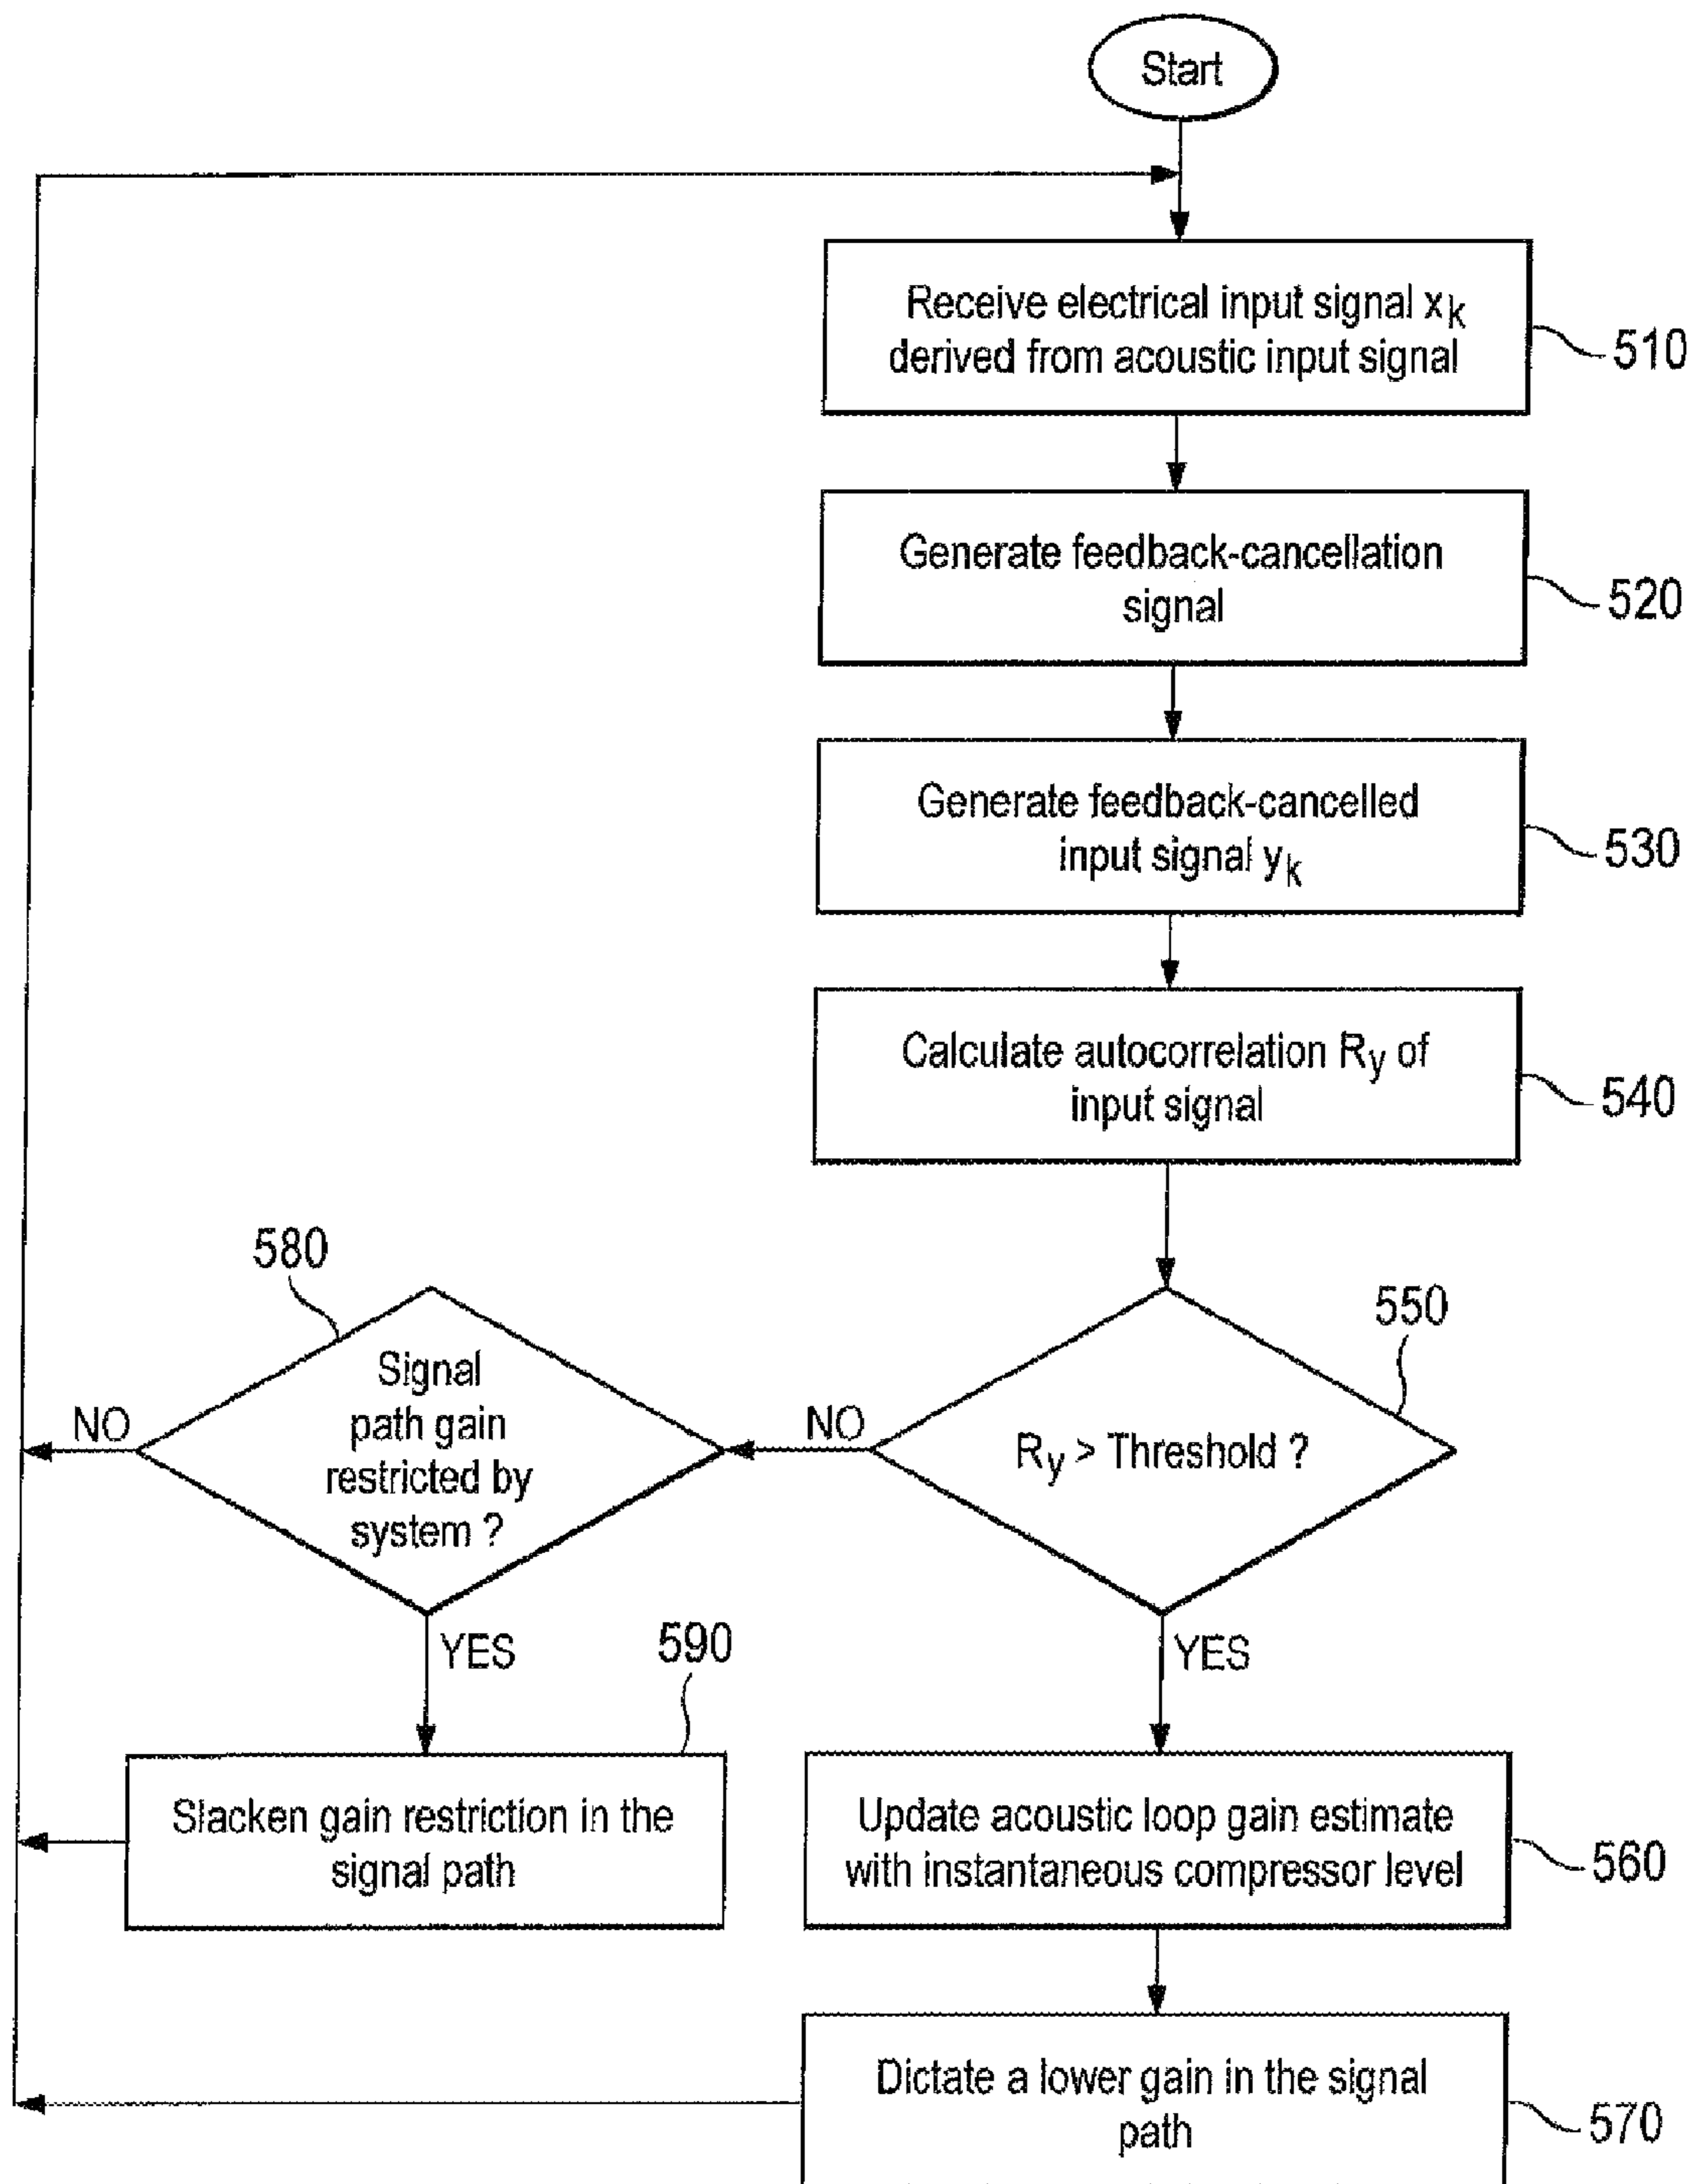 Start
Receive electrical input signal xk
derived from acoustic input signal
510
Generate feedback-cancellation
signal
520
Generate feedback-cancelled
input signal yk
530
Calculate autocorrelation Ry of
input signal
540
580
Signal
path gain
restricted by
system ?
NO
YES
550
Ry > Threshold ?
NO
YES
590
Slacken gain restriction in the
signal path
Update acoustic loop gain estimate
with instantaneous compressor level
560
Dictate a lower gain in the signal
path
570